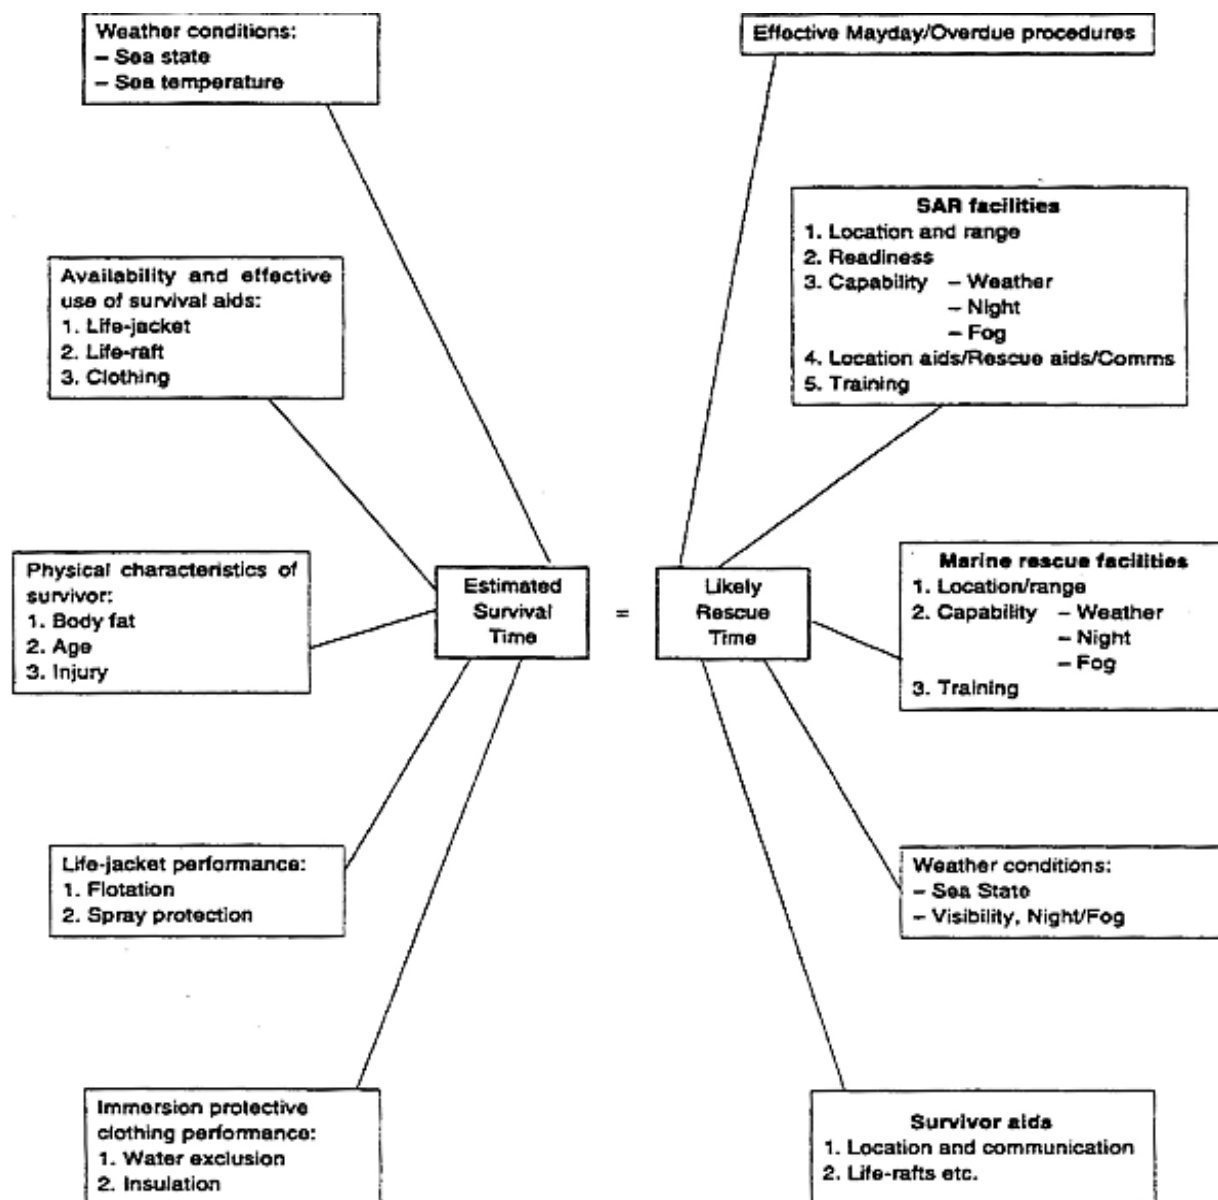 Weather conditions:
– Sea state
– Sea temperature
Effective Mayday/Overdue procedures
SAR facilities
1. Location and range
2. Readiness
3. Capability – Weather
– Night
– Fog
4. Location aids/Rescue aids/Comms
5. Training
Availability and effective
use of survival aids:
1. Life-jacket
2. Life-raft
3. Clothing
Physical characteristics of
survivor:
1. Body fat
2. Age
3. Injury
Estimated
Survival
Time
=
Likely
Rescue
Time
Marine rescue facilities
1. Location/range
2. Capability – Weather
– Night
– Fog
3. Training
Life-jacket performance:
1. Flotation
2. Spray protection
Weather conditions:
– Sea State
– Visibility, Night/Fog
Immersion protective
clothing performance:
1. Water exclusion
2. Insulation
Survivor aids
1. Location and communication
2. Life-rafts etc.